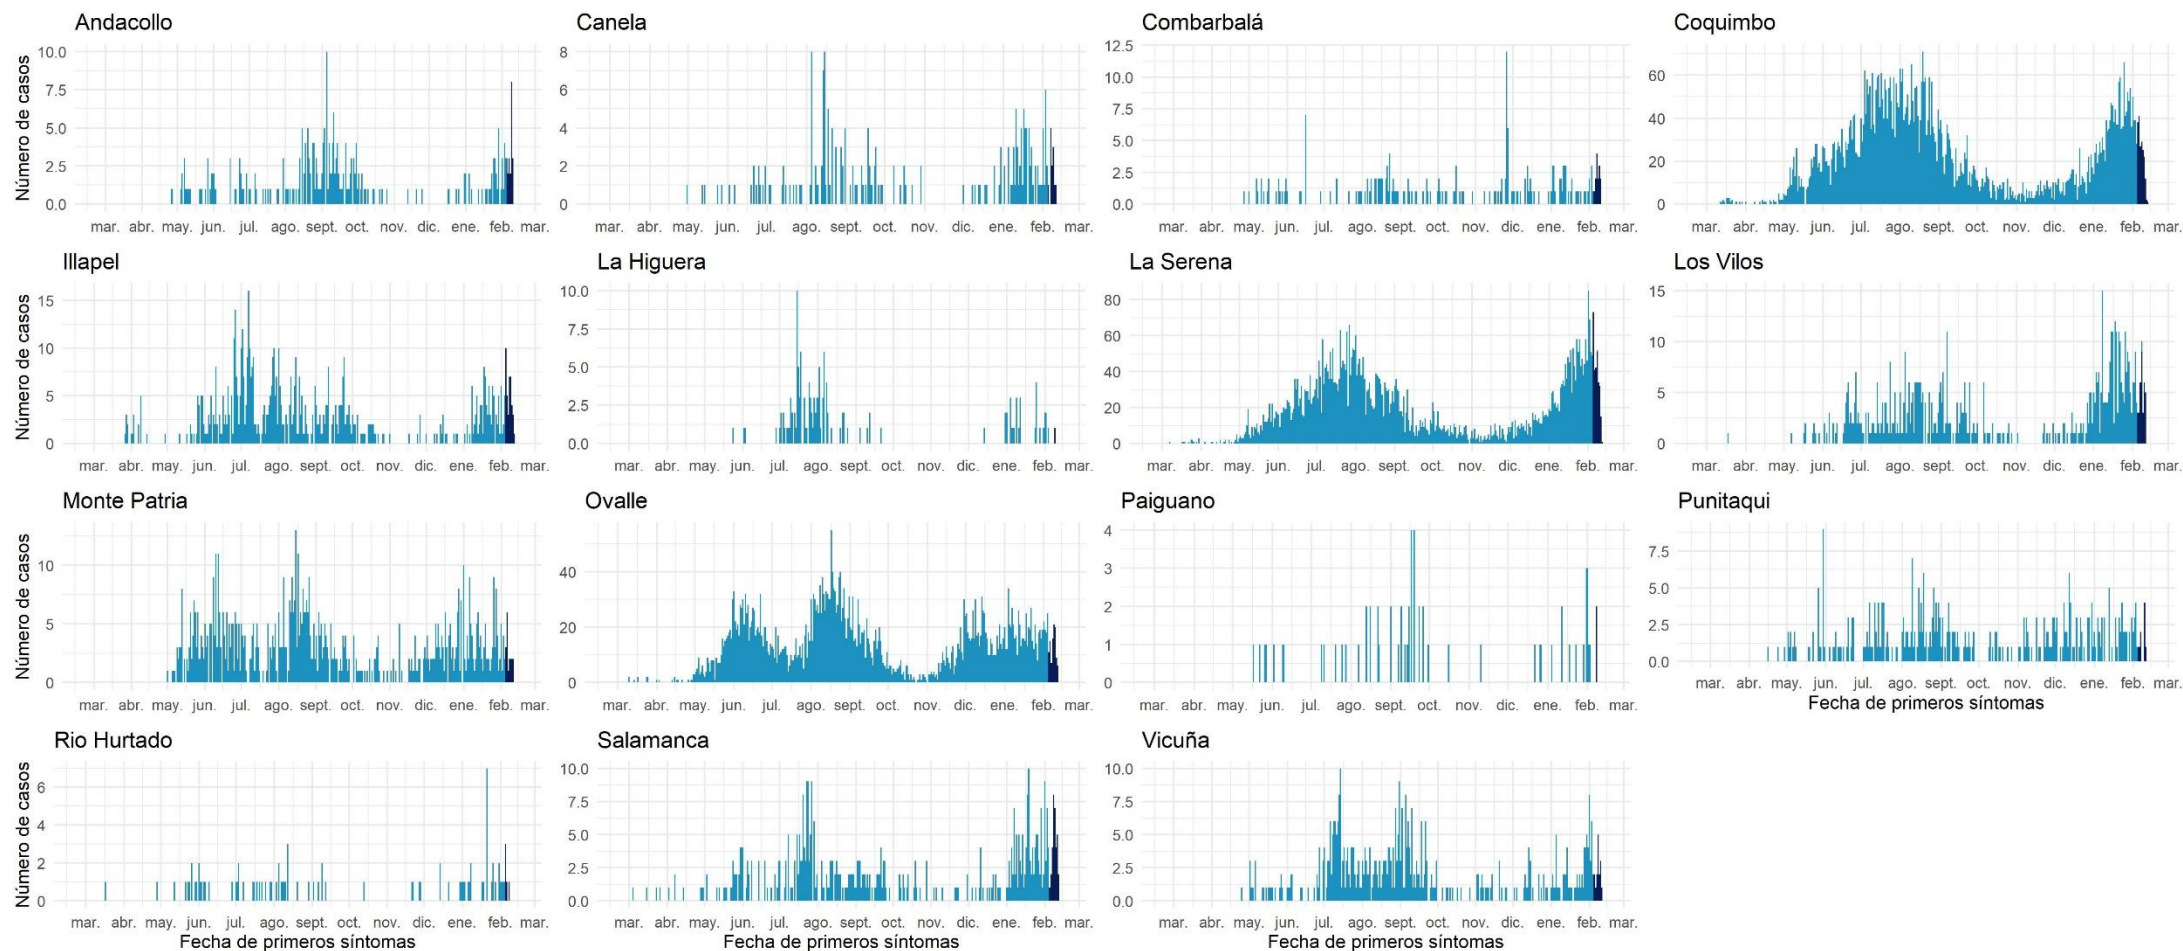 Andacollo
Canela
Combarbalá
Coquimbo
Número de casos
10.0
7.5
5.0
2.5
0.0
8
6
4
2
0
12.5
10.0
7.5
5.0
2.5
0.0
60
40
20
0
mar. abr. may. jun. jul. ago. sept. oct. nov. dic. ene. feb. mar.
mar. abr. may. jun. jul. ago. sept. oct. nov. dic. ene. feb. mar.
mar. abr. may. jun. jul. ago. sept. oct. nov. dic. ene. feb. mar.
mar. abr. may. jun. jul. ago. sept. oct. nov. dic. ene. feb. mar.
Illapel
La Higuera
La Serena
Los Vilos
Número de casos
15
10
5
0
10.0
7.5
5.0
2.5
0.0
80
60
40
20
0
15
10
5
0
mar. abr. may. jun. jul. ago. sept. oct. nov. dic. ene. feb. mar.
mar. abr. may. jun. jul. ago. sept. oct. nov. dic. ene. feb. mar.
mar. abr. may. jun. jul. ago. sept. oct. nov. dic. ene. feb. mar.
mar. abr. may. jun. jul. ago. sept. oct. nov. dic. ene. feb. mar.
Monte Patria
Ovalle
Paiguano
Punitaqui
Número de casos
10
5
0
40
20
0
4
3
2
1
0
7.5
5.0
2.5
0.0
mar. abr. may. jun. jul. ago. sept. oct. nov. dic. ene. feb. mar.
mar. abr. may. jun. jul. ago. sept. oct. nov. dic. ene. feb. mar.
mar. abr. may. jun. jul. ago. sept. oct. nov. dic. ene. feb. mar.
mar. abr. may. jun. jul. ago. sept. oct. nov. dic. ene. feb. mar.
Fecha de primeros síntomas
Rio Hurtado
Salamanca
Vicuña
Número de casos
6
4
2
0
10.0
7.5
5.0
2.5
0.0
10.0
7.5
5.0
2.5
0.0
mar. abr. may. jun. jul. ago. sept. oct. nov. dic. ene. feb. mar.
mar. abr. may. jun. jul. ago. sept. oct. nov. dic. ene. feb. mar.
mar. abr. may. jun. jul. ago. sept. oct. nov. dic. ene. feb. mar.
Fecha de primeros síntomas
Fecha de primeros síntomas
Fecha de primeros síntomas